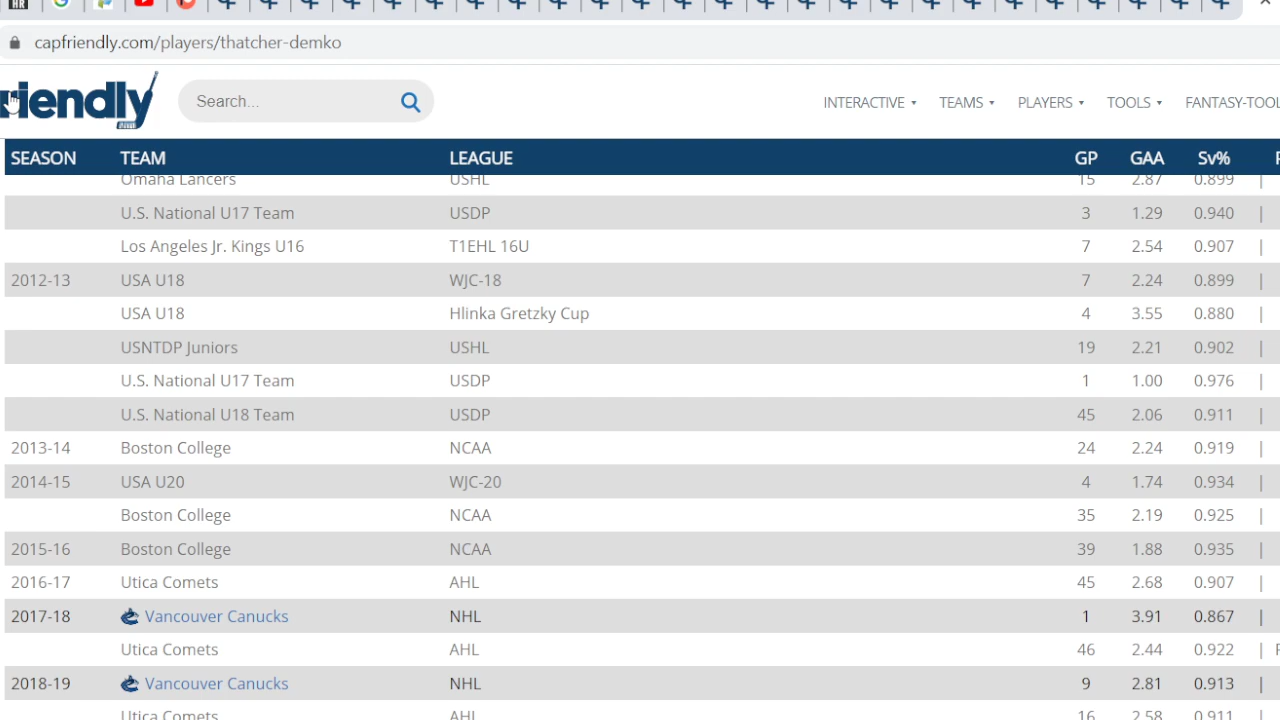 HR
capfriendly.com/players/thatcher-demko
riendly Search... INTERACTIVE TEAMS PLAYERS TOOLS FANTASY-TOOL
SEASON TEAM LEAGUE GP GAA Sv%
Omaha Lancers USHL 15 2.87 0.899 |
U.S. National U17 Team USDP 3 1.29 0.940 |
Los Angeles Jr. Kings U16 T1EHL 16U 7 2.54 0.907 |
2012-13 USA U18 WJC-18 7 2.24 0.899 |
USA U18 Hlinka Gretzky Cup 4 3.55 0.880 |
USNTDP Juniors USHL 19 2.21 0.902 |
U.S. National U17 Team USDP 1 1.00 0.976 |
U.S. National U18 Team USDP 45 2.06 0.911 |
2013-14 Boston College NCAA 24 2.24 0.919 |
2014-15 USA U20 WJC-20 4 1.74 0.934 |
Boston College NCAA 35 2.19 0.925 |
2015-16 Boston College NCAA 39 1.88 0.935 |
2016-17 Utica Comets AHL 45 2.68 0.907 |
2017-18 Vancouver Canucks NHL 1 3.91 0.867 |
Utica Comets AHL 46 2.44 0.922 |
2018-19 Vancouver Canucks NHL 9 2.81 0.913 |
Utica Comets AHL 16 2.58 0.911 |